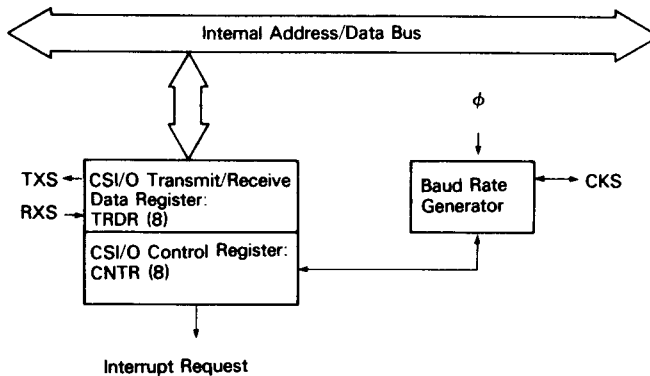 Internal Address/Data Bus
φ
TXS
RXS
CSI/O Transmit/Receive
Data Register:
TRDR (8)
CSI/O Control Register:
CNTR (8)
Baud Rate
Generator
CKS
Interrupt Request